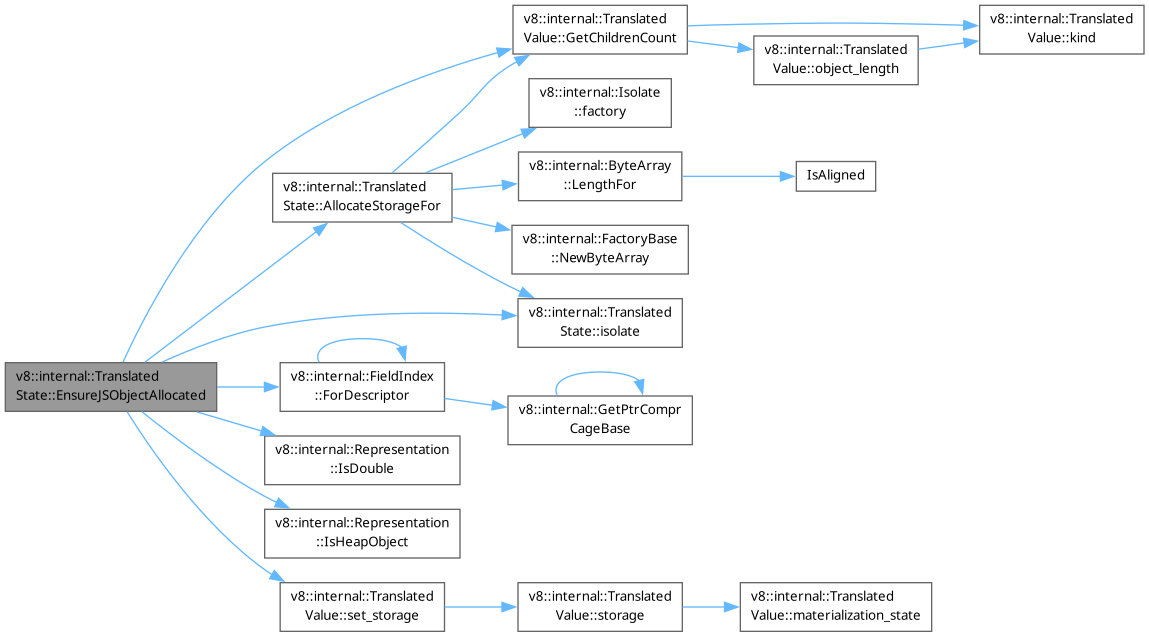 v8::internal::Translated
Value::GetChildrenCount
v8::internal::Translated
Value::kind
v8::internal::Translated
Value::object_length
v8::internal::Isolate
::factory
v8::internal::ByteArray
::LengthFor
IsAligned
v8::internal::Translated
State::AllocateStorageFor
v8::internal::FactoryBase
::NewByteArray
v8::internal::Translated
State::isolate
v8::internal::Translated
State::EnsureJSObjectAllocated
v8::internal::FieldIndex
::ForDescriptor
v8::internal::GetPtrCompr
CageBase
v8::internal::Representation
::IsDouble
v8::internal::Representation
::IsHeapObject
v8::internal::Translated
Value::set_storage
v8::internal::Translated
Value::storage
v8::internal::Translated
Value::materialization_state